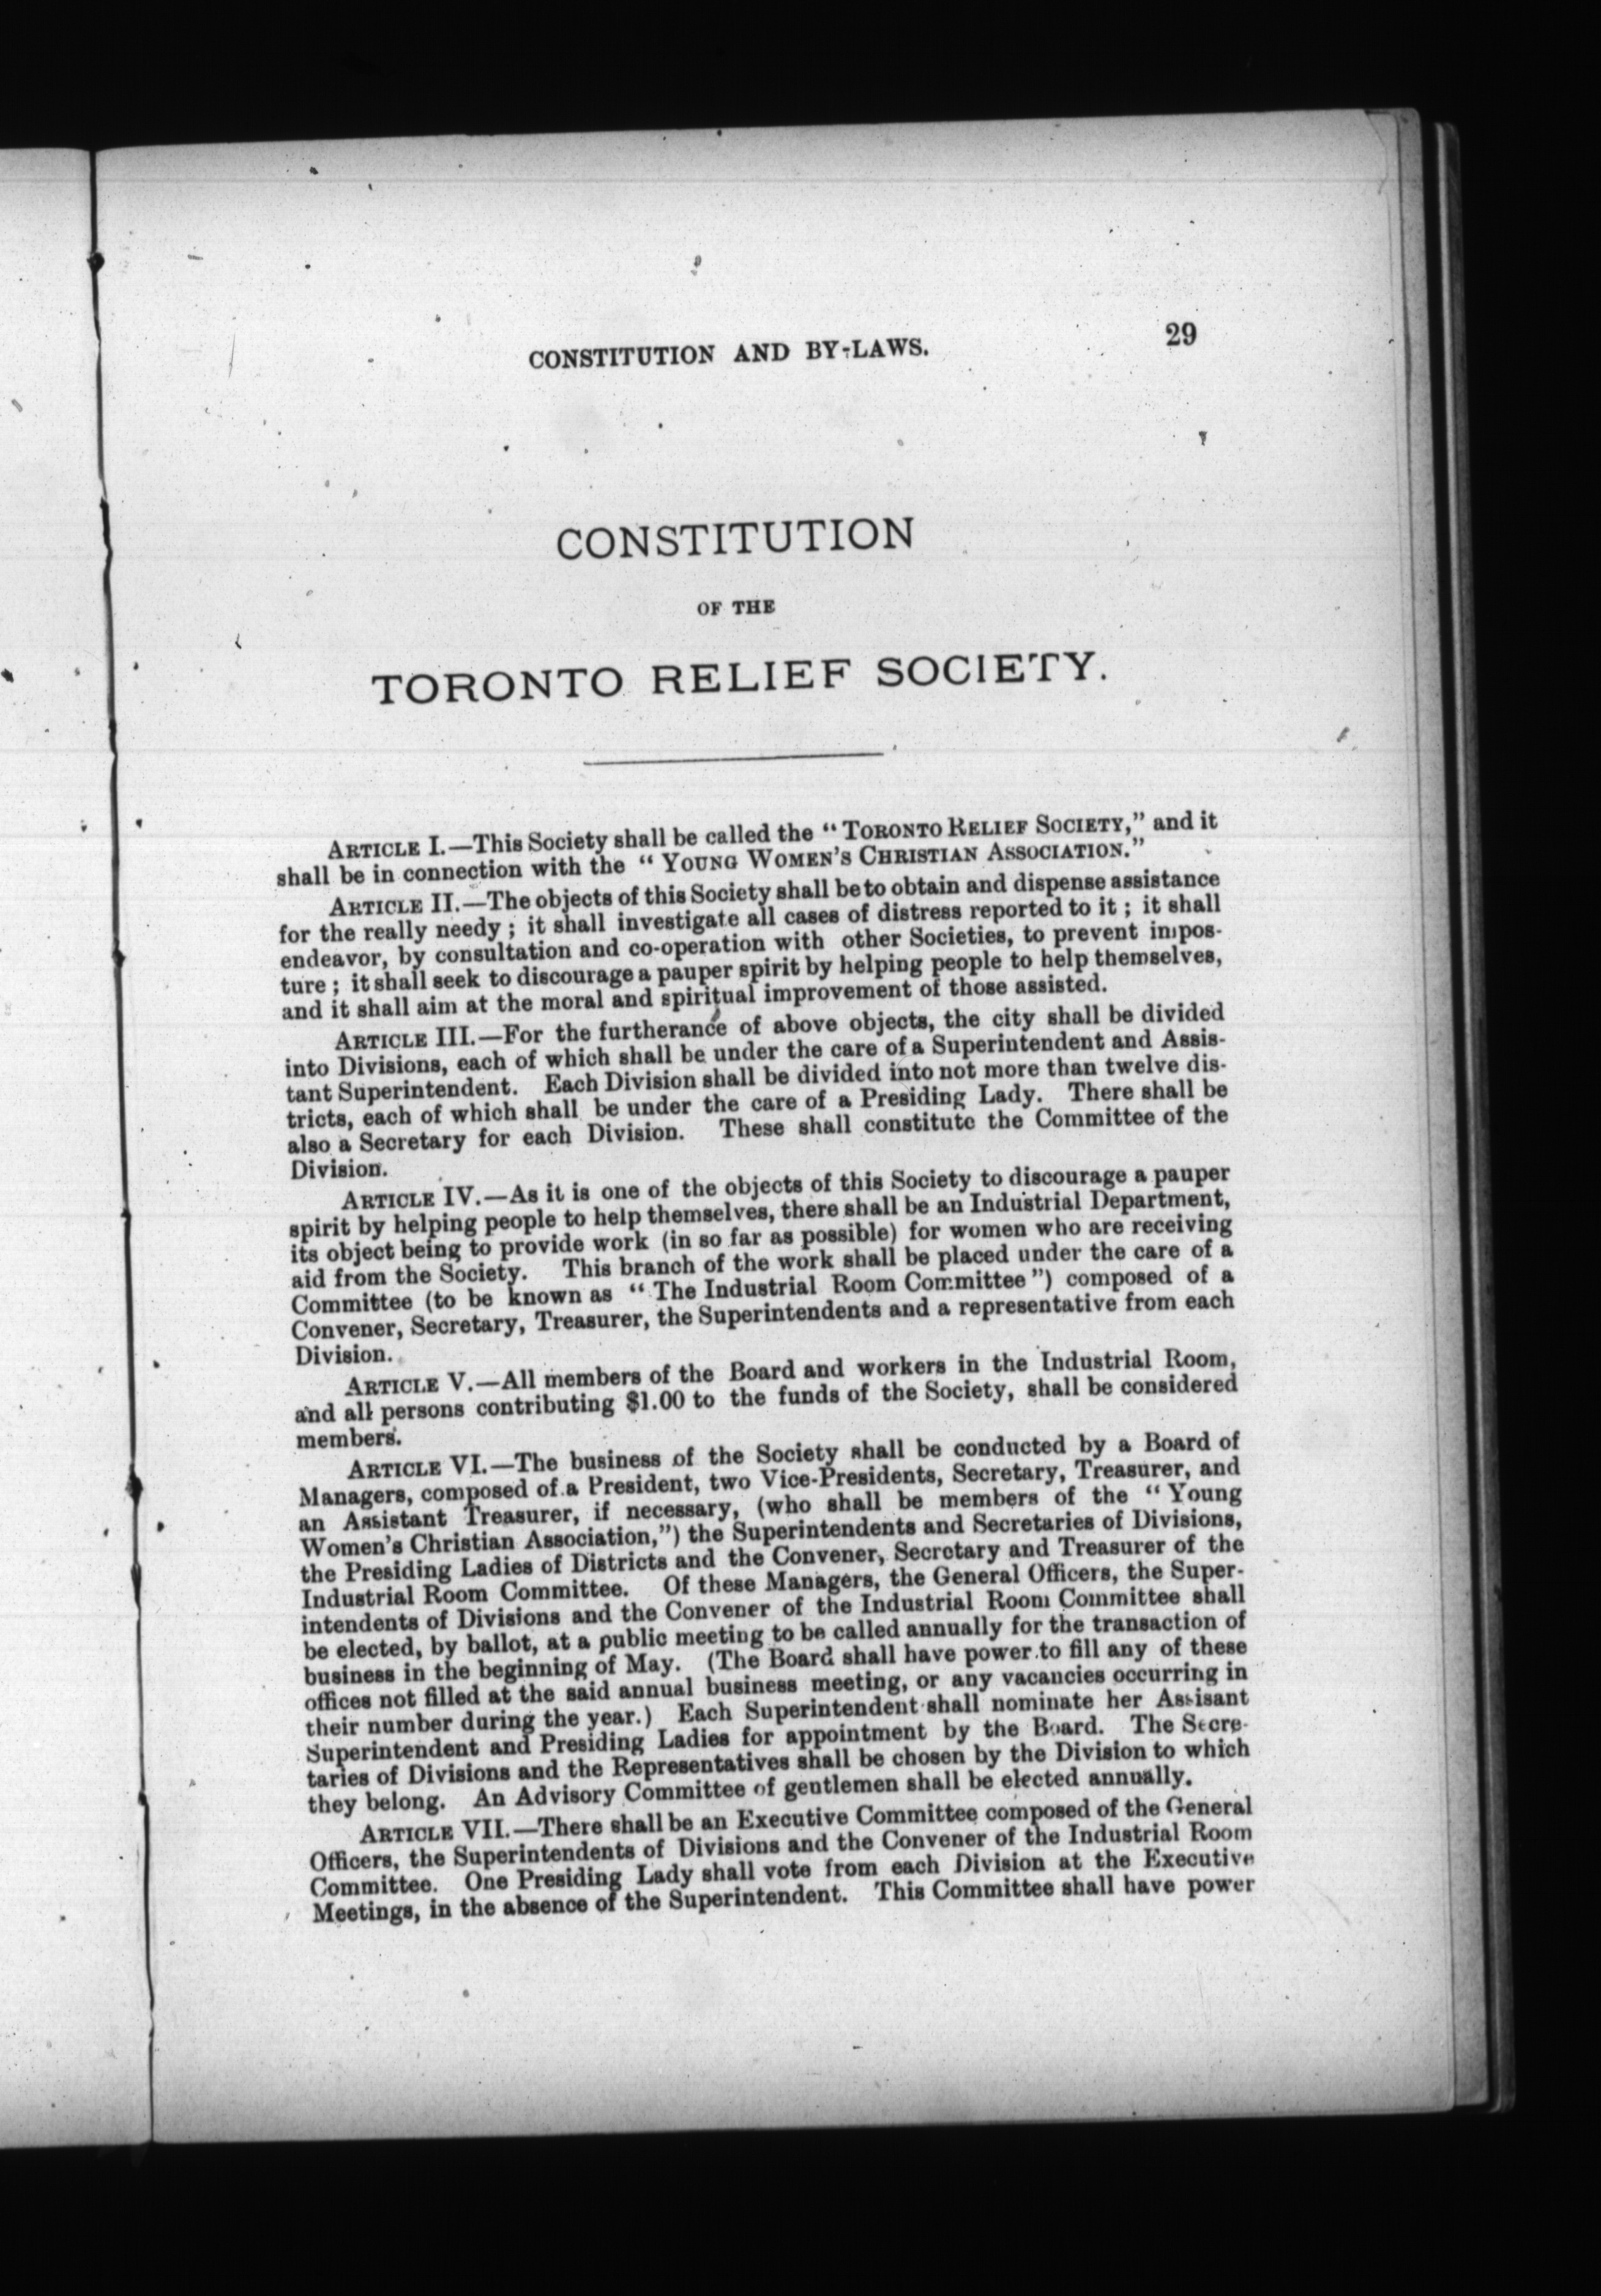 CONSTITUTION AND BY-LAWS.
29
CONSTITUTION
OF THE
TORONTO RELIEF SOCIETY.
ARTICLE I.—This Society shall be called the “TORONTO RELIEF SOCIETY,” and it
shall be in connection with the “YOUNG WOMEN’S CHRISTIAN ASSOCIATION.”
ARTICLE II.—The objects of this Society shall be to obtain and dispense assistance
for the really needy ; it shall investigate all cases of distress reported to it ; it shall
endeavor, by consultation and co-operation with other Societies, to prevent impos-
ture ; it shall seek to discourage a pauper spirit by helping people to help themselves,
and it shall aim at the moral and spiritual improvement of those assisted.
ARTICLE III.—For the furtherance of above objects, the city shall be divided
into Divisions, each of which shall be under the care of a Superintendent and Assis-
tant Superintendent. Each Division shall be divided into not more than twelve dis-
tricts, each of which shall be under the care of a Presiding Lady. There shall be
also a Secretary for each Division. These shall constitute the Committee of the
Division.
ARTICLE IV.—As it is one of the objects of this Society to discourage a pauper
spirit by helping people to help themselves, there shall be an Industrial Department,
its object being to provide work (in so far as possible) for women who are receiving
aid from the Society. This branch of the work shall be placed under the care of a
Committee (to be known as “The Industrial Room Committee”) composed of a
Convener, Secretary, Treasurer, the Superintendents and a representative from each
Division.
ARTICLE V.—All members of the Board and workers in the Industrial Room,
and all persons contributing $1.00 to the funds of the Society, shall be considered
members.
ARTICLE VI.—The business of the Society shall be conducted by a Board of
Managers, composed of a President, two Vice-Presidents, Secretary, Treasurer, and
an Assistant Treasurer, if necessary, (who shall be members of the “Young
Women’s Christian Association,”) the Superintendents and Secretaries of Divisions,
the Presiding Ladies of Districts and the Convener, Secretary and Treasurer of the
Industrial Room Committee. Of these Managers, the General Officers, the Super-
intendents of Divisions and the Convener of the Industrial Room Committee shall
be elected, by ballot, at a public meeting to be called annually for the transaction of
business in the beginning of May. (The Board shall have power to fill any of these
offices not filled at the said annual business meeting, or any vacancies occurring in
their number during the year.) Each Superintendent shall nominate her Assisant
Superintendent and Presiding Ladies for appointment by the Board. The Secre-
taries of Divisions and the Representatives shall be chosen by the Division to which
they belong. An Advisory Committee of gentlemen shall be elected annually.
ARTICLE VII.—There shall be an Executive Committee composed of the General
Officers, the Superintendents of Divisions and the Convener of the Industrial Room
Committee. One Presiding Lady shall vote from each Division at the Executive
Meetings, in the absence of the Superintendent. This Committee shall have power